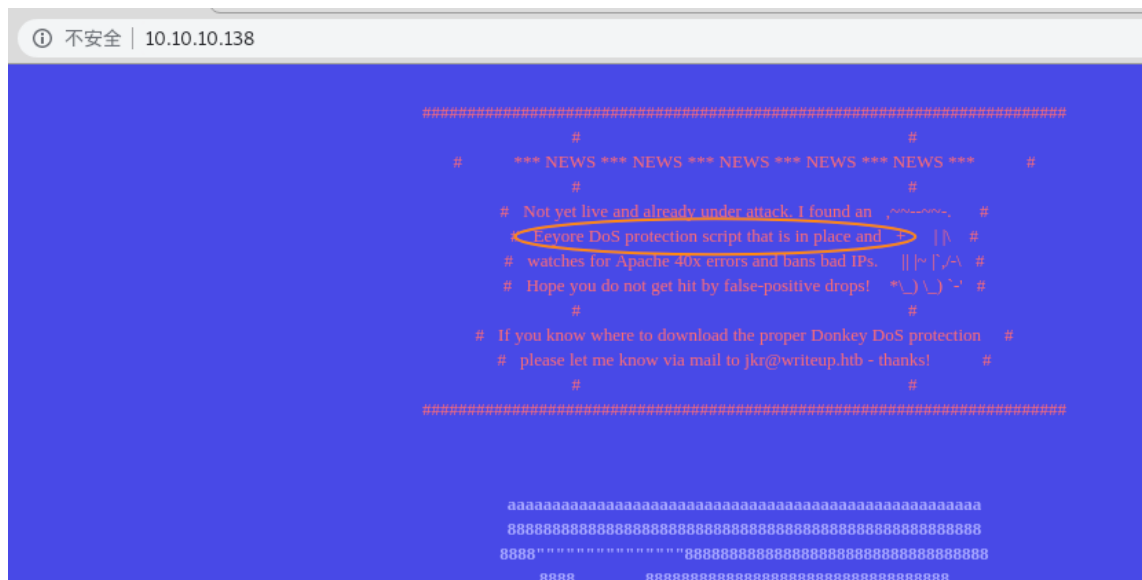 不安全 10.10.10.138
########################################################################
# #
# *** NEWS *** NEWS *** NEWS *** NEWS *** NEWS *** #
# #
# Not yet live and already under attack. I found an ,~~--~~-. #
# Eeyore DoS protection script that is in place and + | |\ #
# watches for Apache 40x errors and bans bad IPs. || |~ |`,/-\ #
# Hope you do not get hit by false-positive drops! *\_) \_) `-' #
# #
# If you know where to download the proper Donkey DoS protection #
# please let me know via mail to jkr@writeup.htb - thanks! #
# #
########################################################################